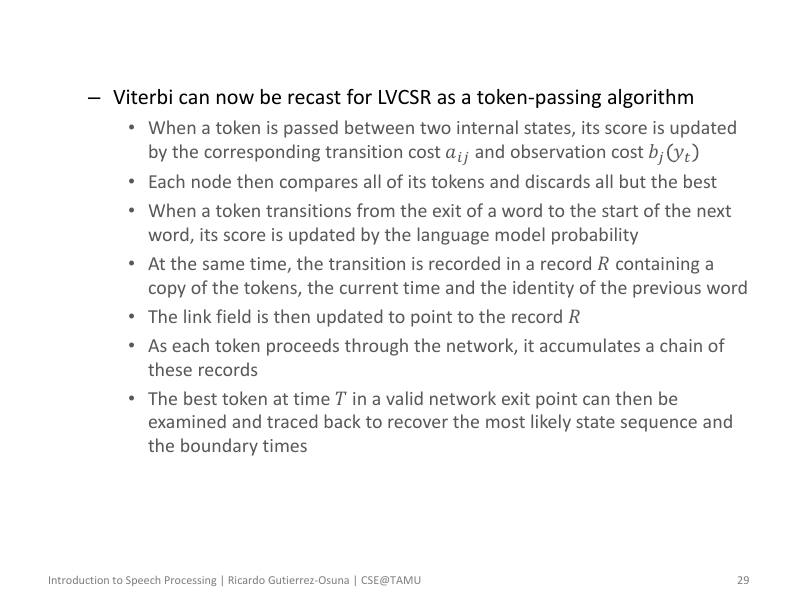 – Viterbi can now be recast for LVCSR as a token-passing algorithm
• When a token is passed between two internal states, its score is updated
by the corresponding transition cost 𝑎𝑖𝑗 and observation cost 𝑏𝑗(𝑦𝑡)
• Each node then compares all of its tokens and discards all but the best
• When a token transitions from the exit of a word to the start of the next
word, its score is updated by the language model probability
• At the same time, the transition is recorded in a record 𝑅 containing a
copy of the tokens, the current time and the identity of the previous word
• The link field is then updated to point to the record 𝑅
• As each token proceeds through the network, it accumulates a chain of
these records
• The best token at time 𝑇 in a valid network exit point can then be
examined and traced back to recover the most likely state sequence and
the boundary times
Introduction to Speech Processing | Ricardo Gutierrez-Osuna | CSE@TAMU 29